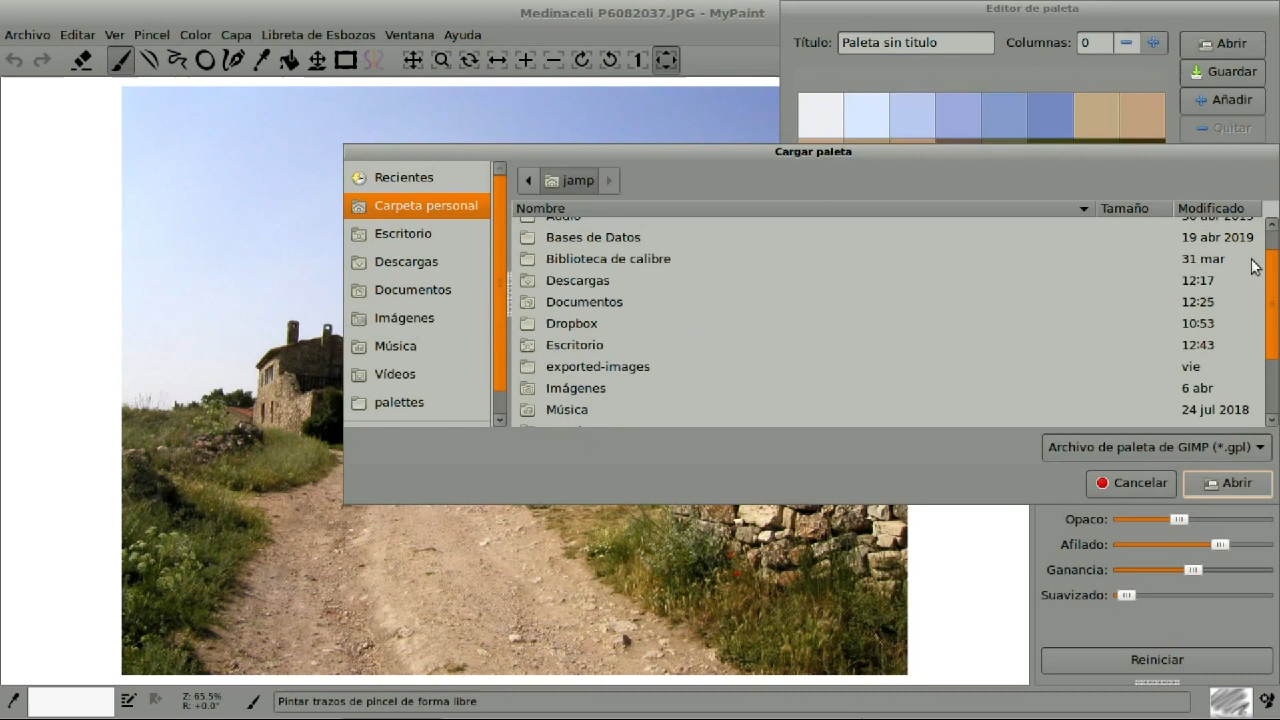 Medinaceli P6082037.JPG - MyPaint
Editor de paleta
Archivo Editar Ver Pincel Color Capa Libreta de Esbozos Ventana Ayuda
Título: Paleta sin titulo Columnas: 0 Abrir
Guardar
Añadir
Quitar
Cargar paleta
Recientes
Carpeta personal
Escritorio
Descargas
Documentos
Imágenes
Música
Vídeos
palettes
jamp
Nombre Tamaño Modificado
Audio 30 abr 2019
Bases de Datos 19 abr 2019
Biblioteca de calibre 31 mar
Descargas 12:17
Documentos 12:25
Dropbox 10:53
Escritorio 12:43
exported-images vie
Imágenes 6 abr
Música 24 jul 2018
Archivo de paleta de GIMP (*.gpl)
Cancelar Abrir
Opaco:
Afilado:
Ganancia:
Suavizado:
Reiniciar
Z: 65.5%
R: +0.0°
Pintar trazos de pincel de forma libre